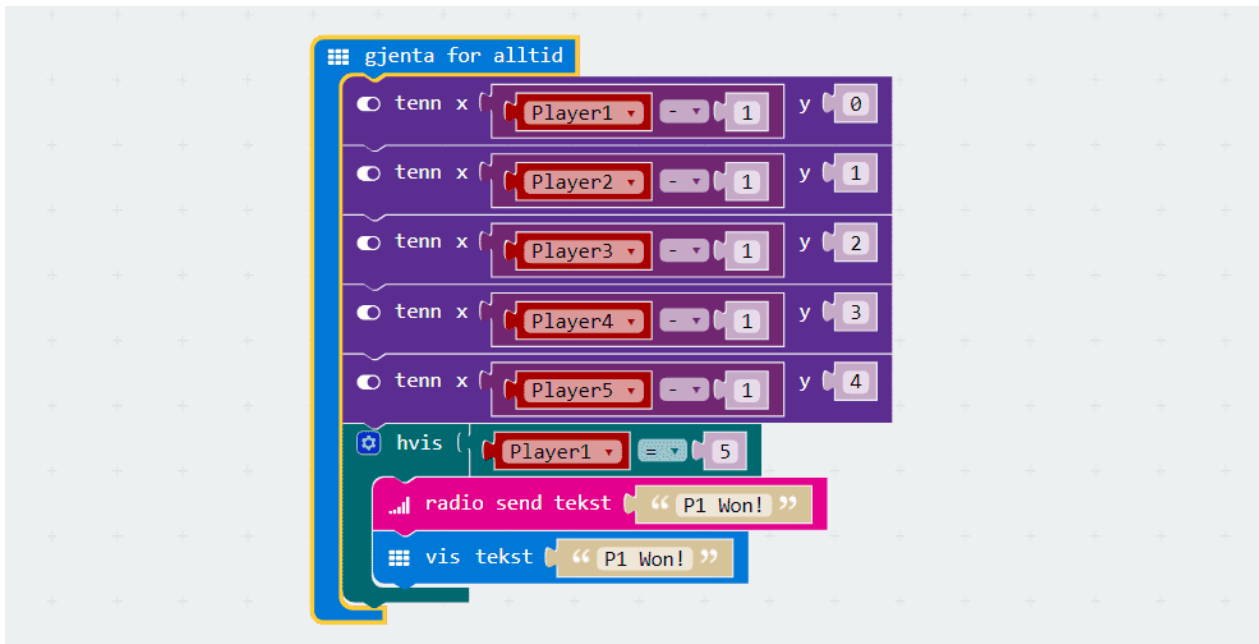 gjenta for alltid
tenn x ( Player1 - 1 y 0
tenn x ( Player2 - 1 y 1
tenn x ( Player3 - 1 y 2
tenn x ( Player4 - 1 y 3
tenn x ( Player5 - 1 y 4
hvis ( Player1 = 5
radio send tekst ( “ P1 Won! ”
vis tekst ( “ P1 Won! ”